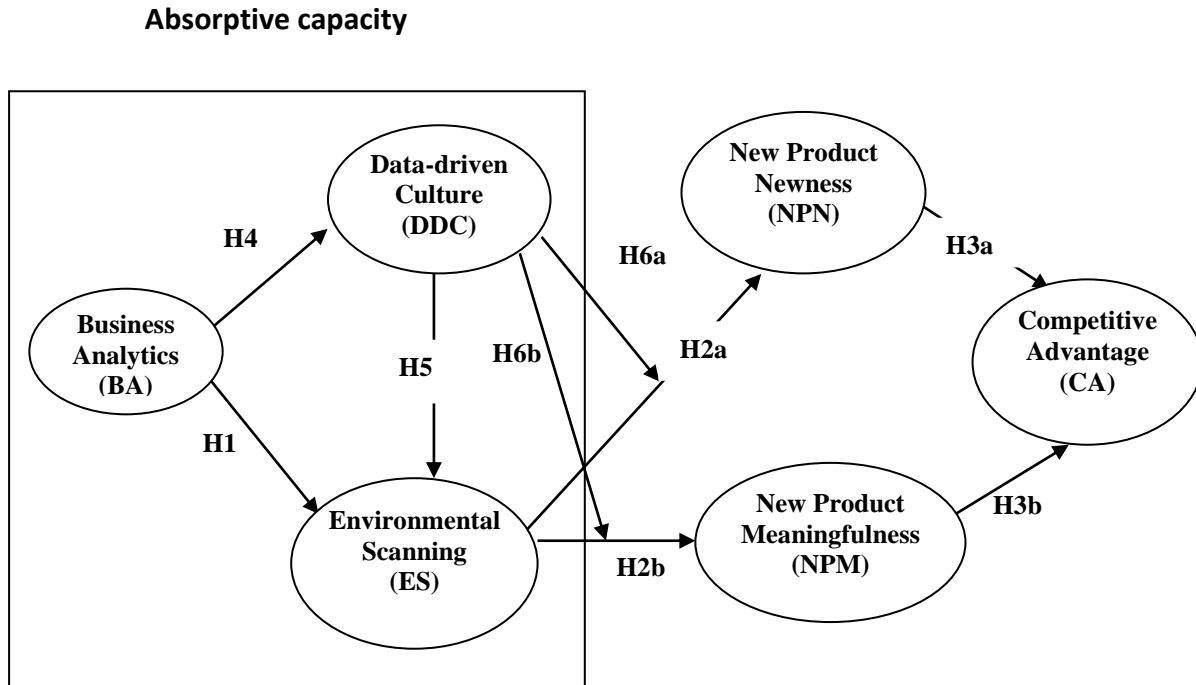 Absorptive capacity
Data-driven
Culture
(DDC)
New Product
Newness
(NPN)
H4
H6a
H3a
Business
Analytics
(BA)
H5
H6b
H2a
Competitive
Advantage
(CA)
H1
Environmental
Scanning
(ES)
New Product
Meaningfulness
(NPM)
H3b
H2b